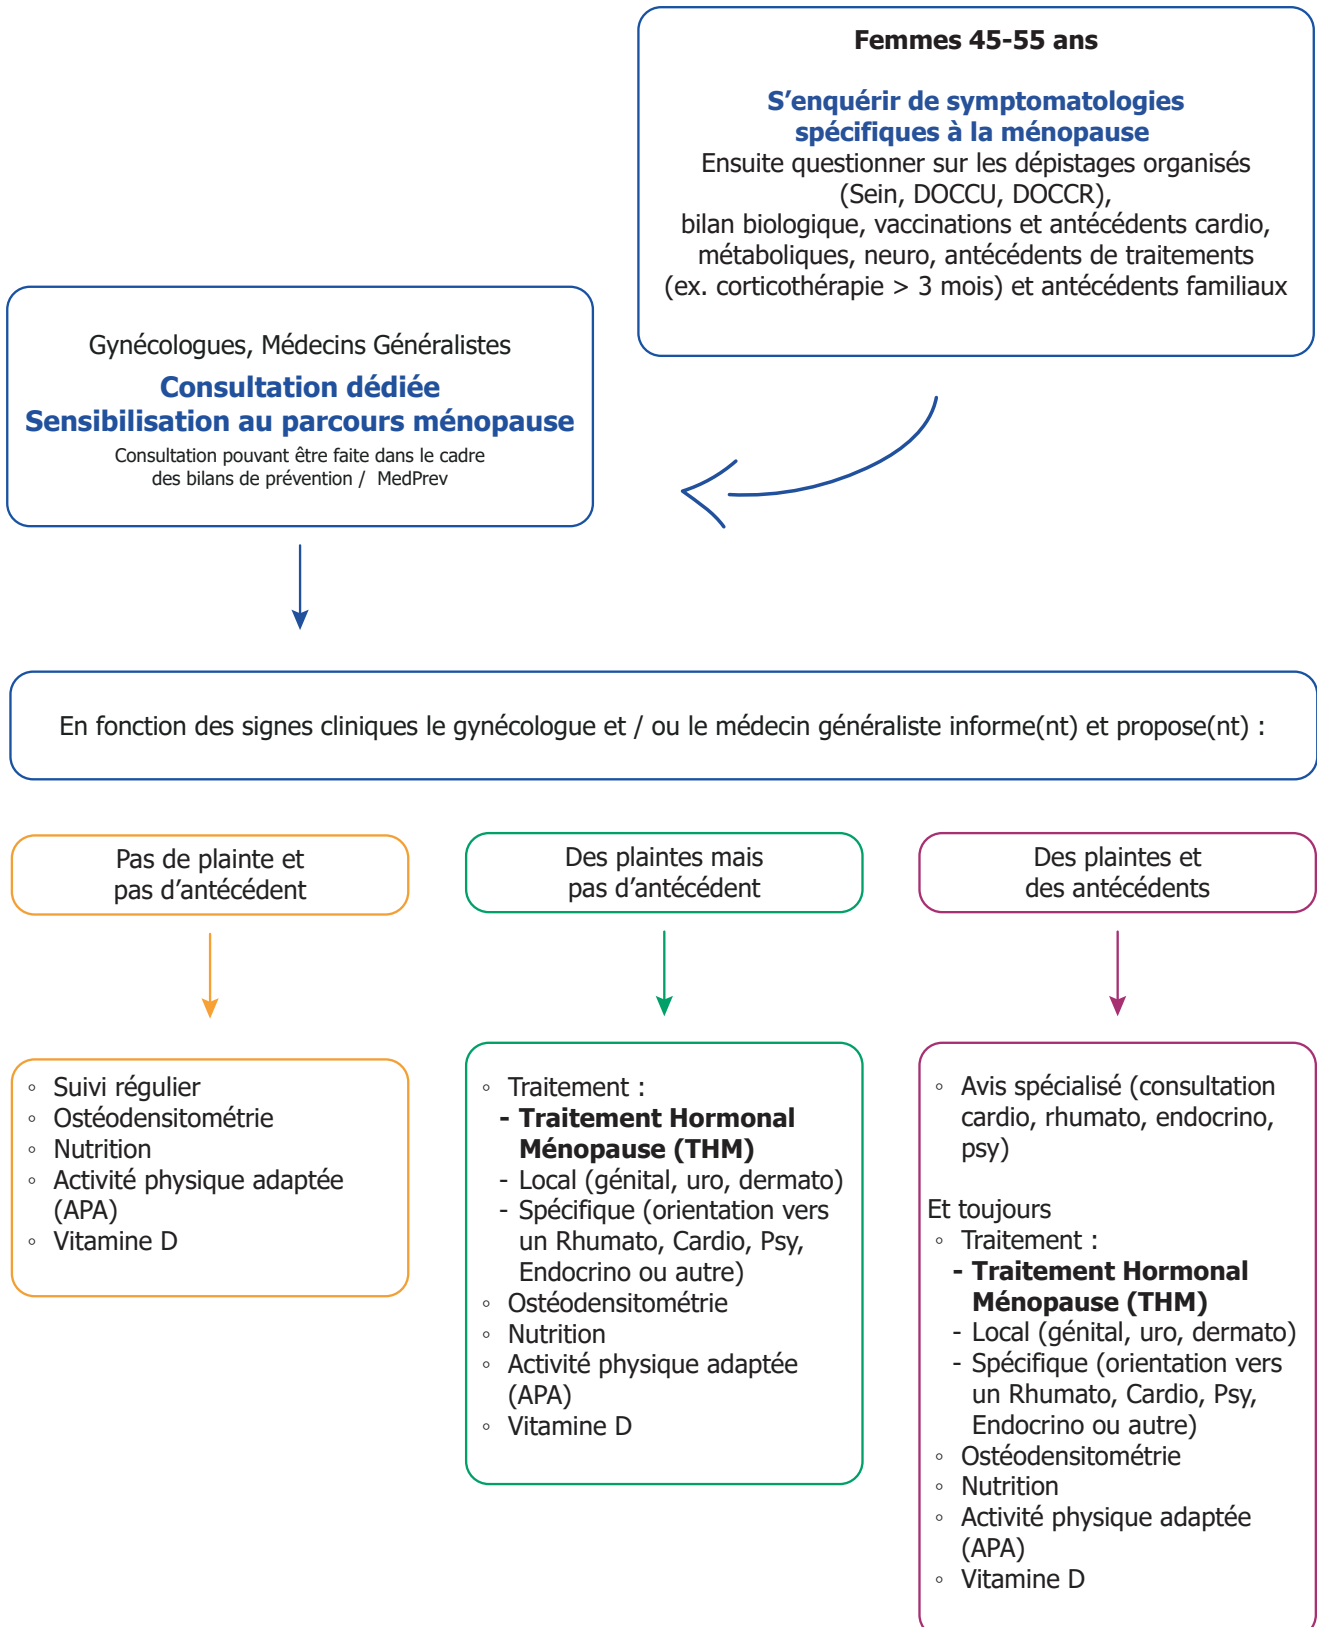 Femmes 45-55 ans
S’enquérir de symptomatologies
spécifiques à la ménopause
Ensuite questionner sur les dépistages organisés
(Sein, DOCCU, DOCCR),
bilan biologique, vaccinations et antécédents cardio,
métaboliques, neuro, antécédents de traitements
(ex. corticothérapie > 3 mois) et antécédents familiaux
Gynécologues, Médecins Généralistes
Consultation dédiée
Sensibilisation au parcours ménopause
Consultation pouvant être faite dans le cadre
des bilans de prévention / MedPrev
En fonction des signes cliniques le gynécologue et / ou le médecin généraliste informe(nt) et propose(nt) :
Pas de plainte et
pas d’antécédent
◦ Suivi régulier
◦ Ostéodensitométrie
◦ Nutrition
◦ Activité physique adaptée
(APA)
◦ Vitamine D
Des plaintes mais
pas d’antécédent
◦ Traitement :
- Traitement Hormonal
Ménopause (THM)
- Local (génital, uro, dermato)
- Spécifique (orientation vers
un Rhumato, Cardio, Psy,
Endocrino ou autre)
◦ Ostéodensitométrie
◦ Nutrition
◦ Activité physique adaptée
(APA)
◦ Vitamine D
Des plaintes et
des antécédents
◦ Avis spécialisé (consultation
cardio, rhumato, endocrino,
psy)
Et toujours
◦ Traitement :
- Traitement Hormonal
Ménopause (THM)
- Local (génital, uro, dermato)
- Spécifique (orientation vers
un Rhumato, Cardio, Psy,
Endocrino ou autre)
◦ Ostéodensitométrie
◦ Nutrition
◦ Activité physique adaptée
(APA)
◦ Vitamine D